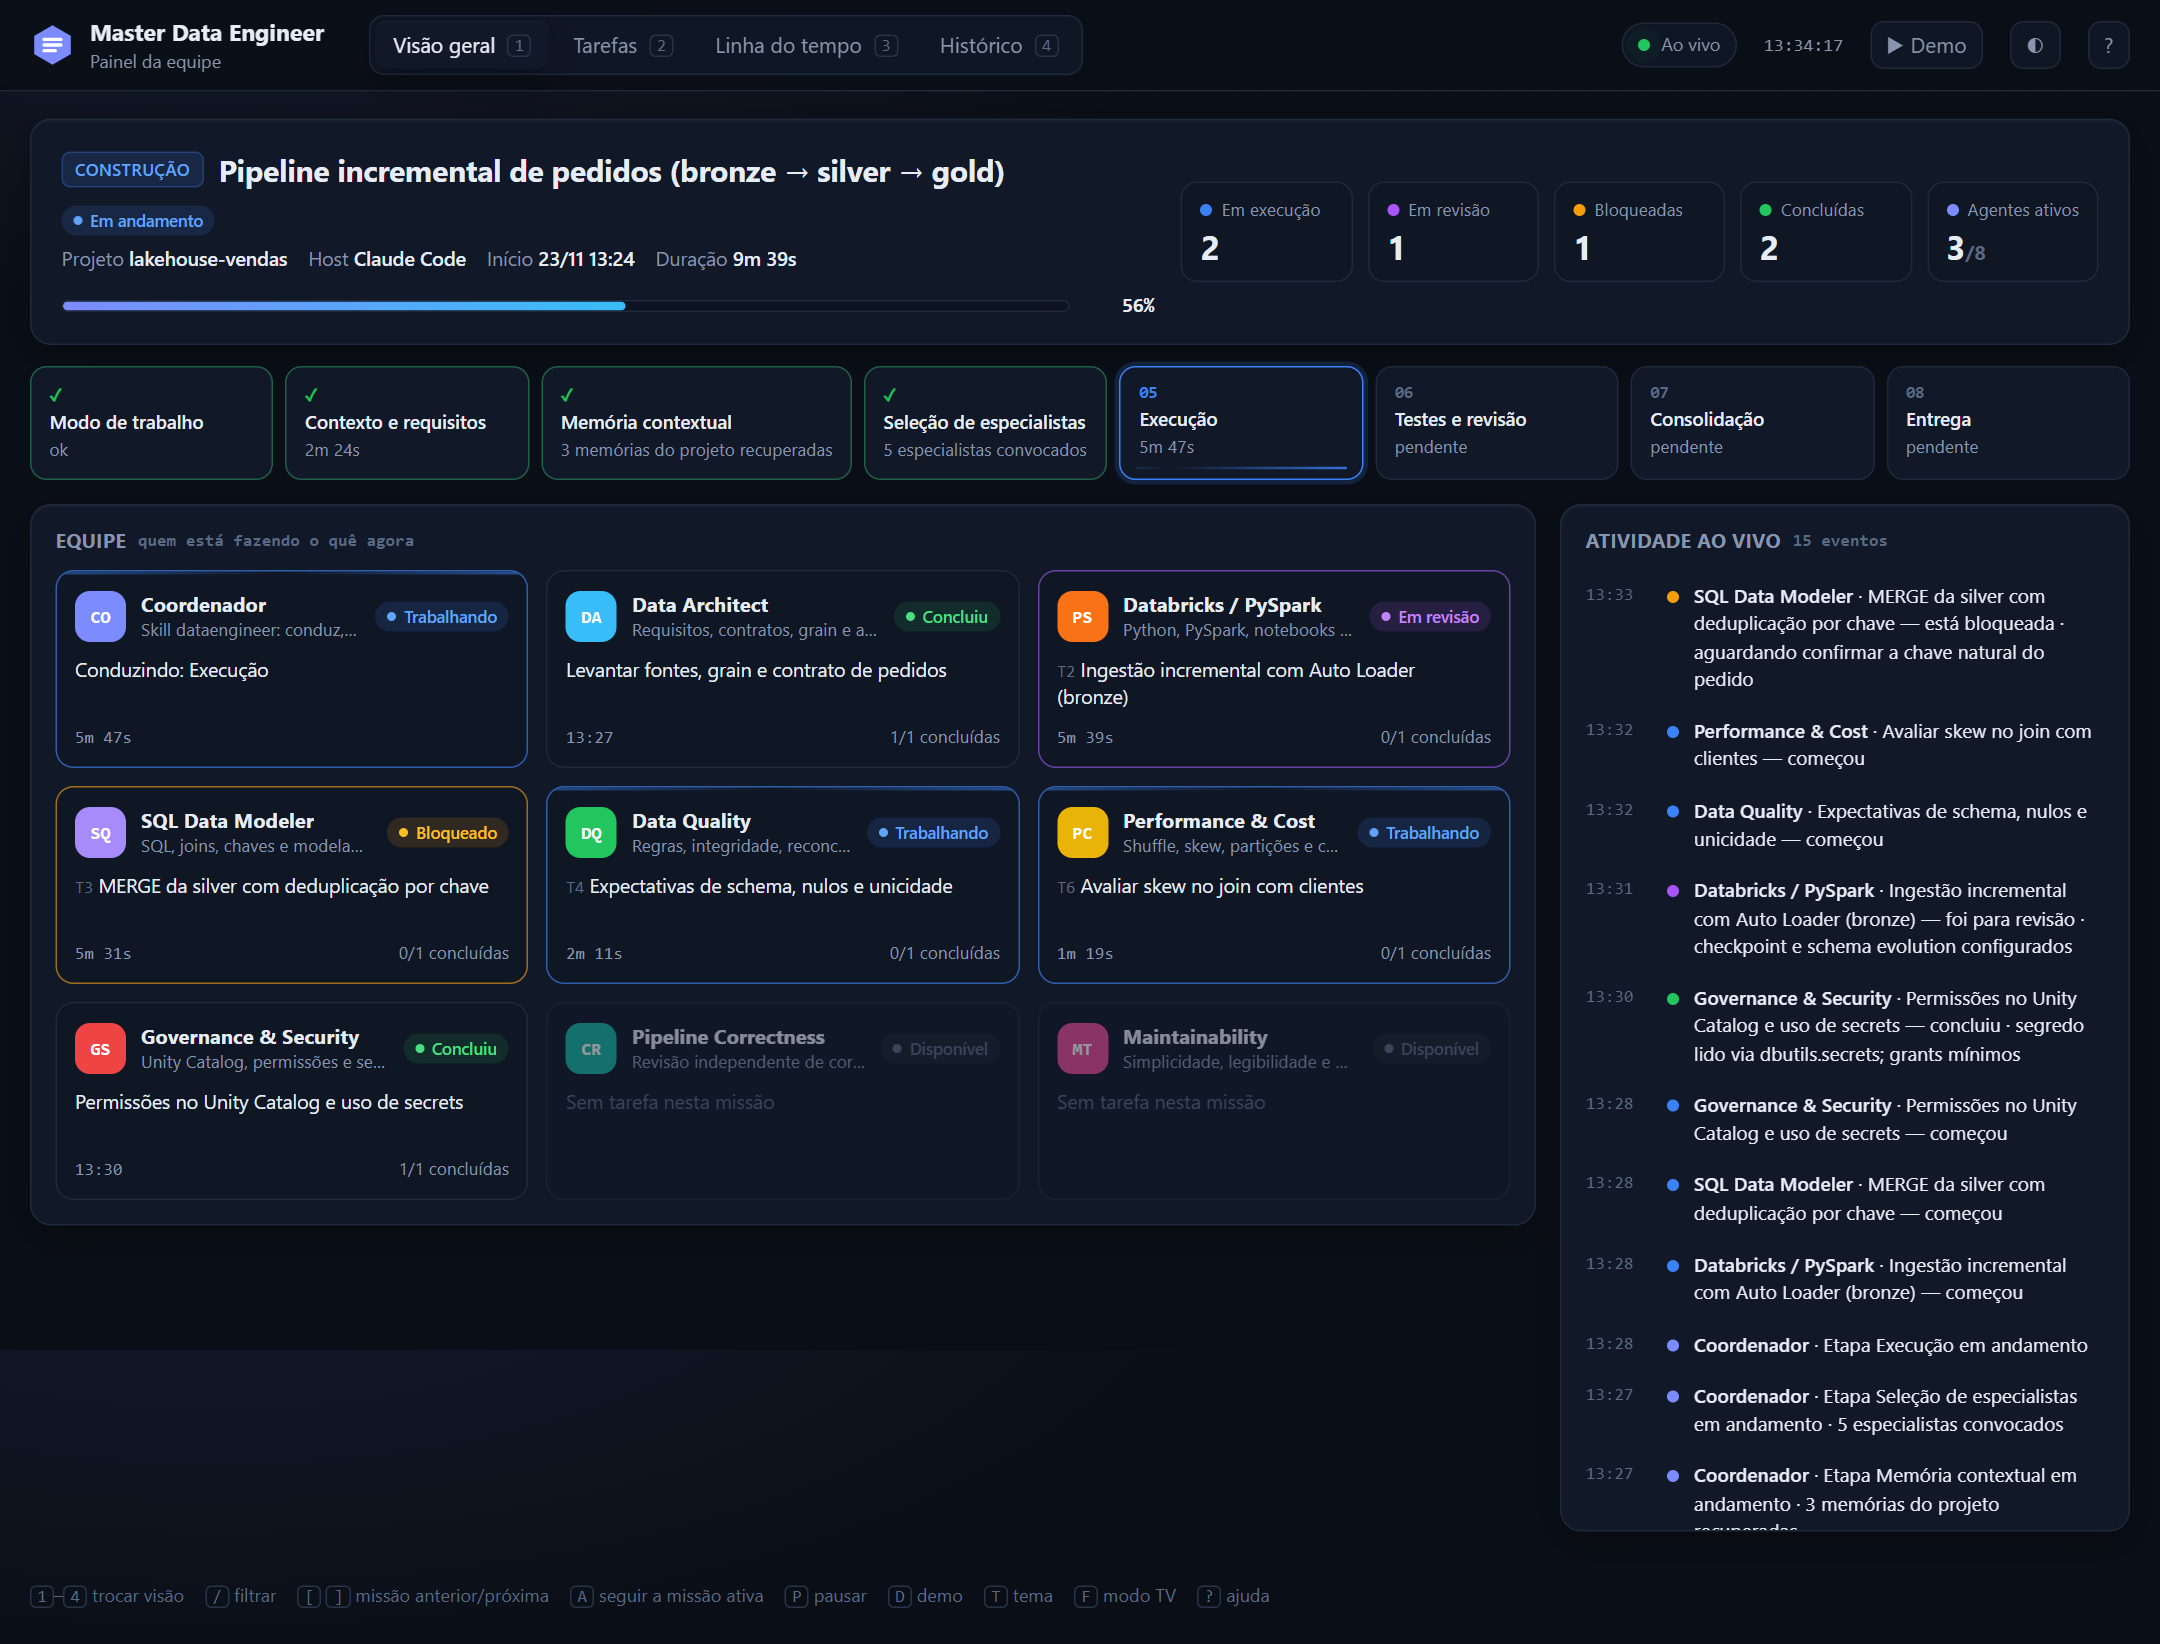 Master Data Engineer
Painel da equipe
Visão geral 1
Tarefas 2
Linha do tempo 3
Histórico 4
Ao vivo
13:34:17
▶ Demo
?
CONSTRUÇÃO
Pipeline incremental de pedidos (bronze → silver → gold)
Em andamento
Projeto lakehouse-vendas Host Claude Code Início 23/11 13:24 Duração 9m 39s
56%
Em execução
2
Em revisão
1
Bloqueadas
1
Concluídas
2
Agentes ativos
3/8
✓
Modo de trabalho
ok
✓
Contexto e requisitos
2m 24s
✓
Memória contextual
3 memórias do projeto recuperadas
✓
Seleção de especialistas
5 especialistas convocados
05
Execução
5m 47s
06
Testes e revisão
pendente
07
Consolidação
pendente
08
Entrega
pendente
EQUIPE quem está fazendo o quê agora
CO
Coordenador
Skill dataengineer: conduz,...
Trabalhando
Conduzindo: Execução
5m 47s
DA
Data Architect
Requisitos, contratos, grain e a...
Concluiu
Levantar fontes, grain e contrato de pedidos
13:27
1/1 concluídas
PS
Databricks / PySpark
Python, PySpark, notebooks ...
Em revisão
T2 Ingestão incremental com Auto Loader
(bronze)
5m 39s
0/1 concluídas
SQ
SQL Data Modeler
SQL, joins, chaves e modela...
Bloqueado
T3 MERGE da silver com deduplicação por chave
5m 31s
0/1 concluídas
DQ
Data Quality
Regras, integridade, reconc...
Trabalhando
T4 Expectativas de schema, nulos e unicidade
2m 11s
0/1 concluídas
PC
Performance & Cost
Shuffle, skew, partições e c...
Trabalhando
T6 Avaliar skew no join com clientes
1m 19s
0/1 concluídas
GS
Governance & Security
Unity Catalog, permissões e se...
Concluiu
Permissões no Unity Catalog e uso de secrets
13:30
1/1 concluídas
CR
Pipeline Correctness
Revisão independente de cor...
Disponível
Sem tarefa nesta missão
MT
Maintainability
Simplicidade, legibilidade e ...
Disponível
Sem tarefa nesta missão
ATIVIDADE AO VIVO 15 eventos
13:33
SQL Data Modeler · MERGE da silver com
deduplicação por chave — está bloqueada ·
aguardando confirmar a chave natural do
pedido
13:32
Performance & Cost · Avaliar skew no join com
clientes — começou
13:32
Data Quality · Expectativas de schema, nulos e
unicidade — começou
13:31
Databricks / PySpark · Ingestão incremental
com Auto Loader (bronze) — foi para revisão ·
checkpoint e schema evolution configurados
13:30
Governance & Security · Permissões no Unity
Catalog e uso de secrets — concluiu · segredo
lido via dbutils.secrets; grants mínimos
13:28
Governance & Security · Permissões no Unity
Catalog e uso de secrets — começou
13:28
SQL Data Modeler · MERGE da silver com
deduplicação por chave — começou
13:28
Databricks / PySpark · Ingestão incremental
com Auto Loader (bronze) — começou
13:28
Coordenador · Etapa Execução em andamento
13:27
Coordenador · Etapa Seleção de especialistas
em andamento · 5 especialistas convocados
13:27
Coordenador · Etapa Memória contextual em
andamento · 3 memórias do projeto
1–4 trocar visão / filtrar [ ] missão anterior/próxima A seguir a missão ativa P pausar D demo T tema F modo TV ? ajuda